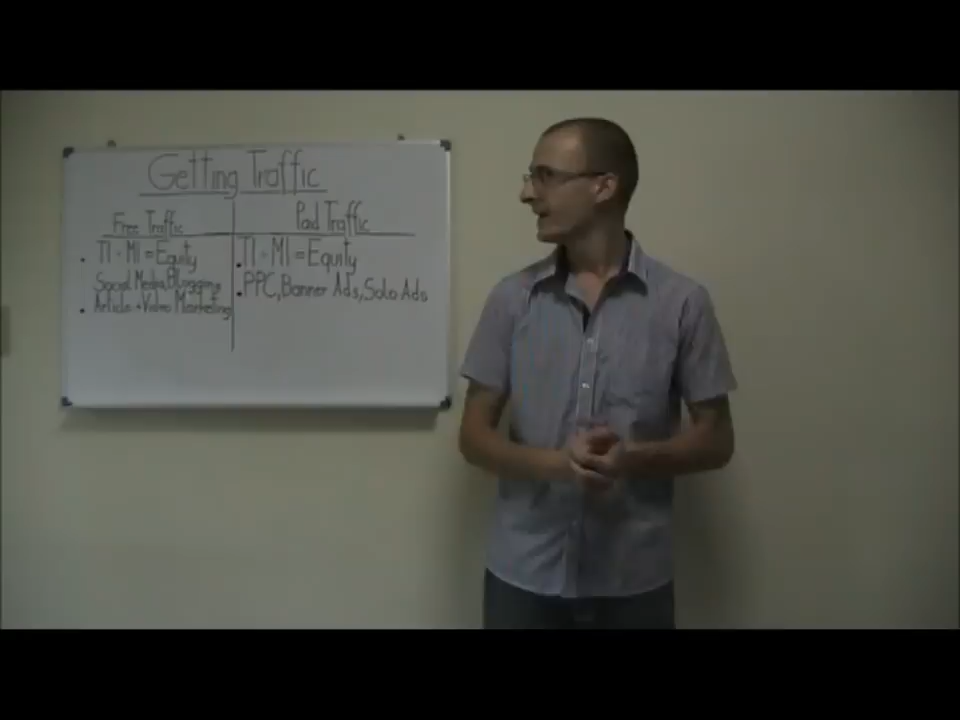 Getting Traffic
Free Traffic
TI - MI = Equity
Social Media, Blogging
Article + Video Marketing
Paid Traffic
TI - MI = Equity
PPC, Banner Ads, Solo Ads